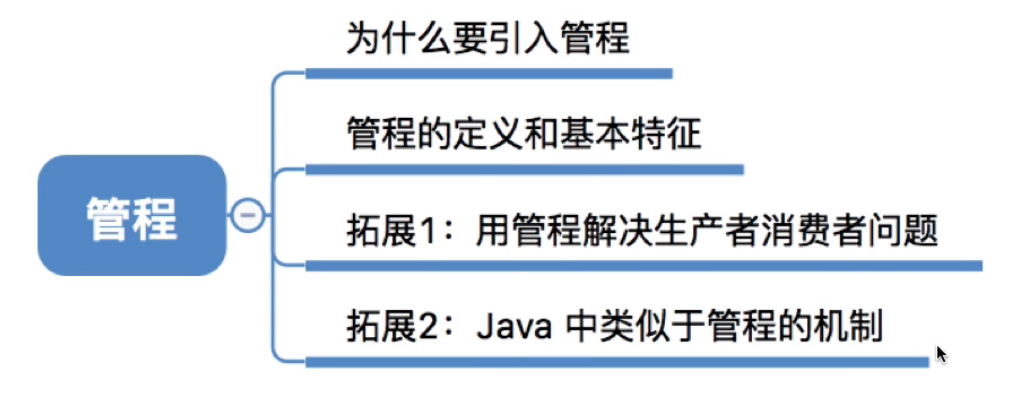 为什么要引入管程
管程的定义和基本特征
管程
拓展1：用管程解决生产者消费者问题
拓展2：Java 中类似于管程的机制